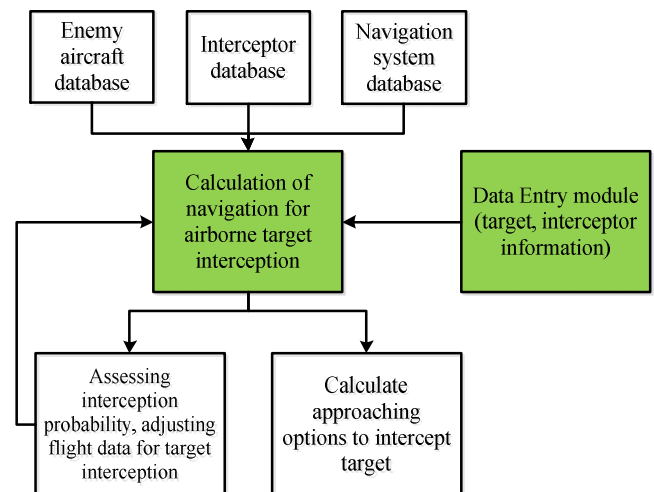 Enemy
aircraft
database
Interceptor
database
Navigation
system
database
Calculation of
navigation for
airborne target
interception
Data Entry module
(target, interceptor
information)
Assessing
interception
probability, adjusting
flight data for target
interception
Calculate
approaching
options to intercept
target